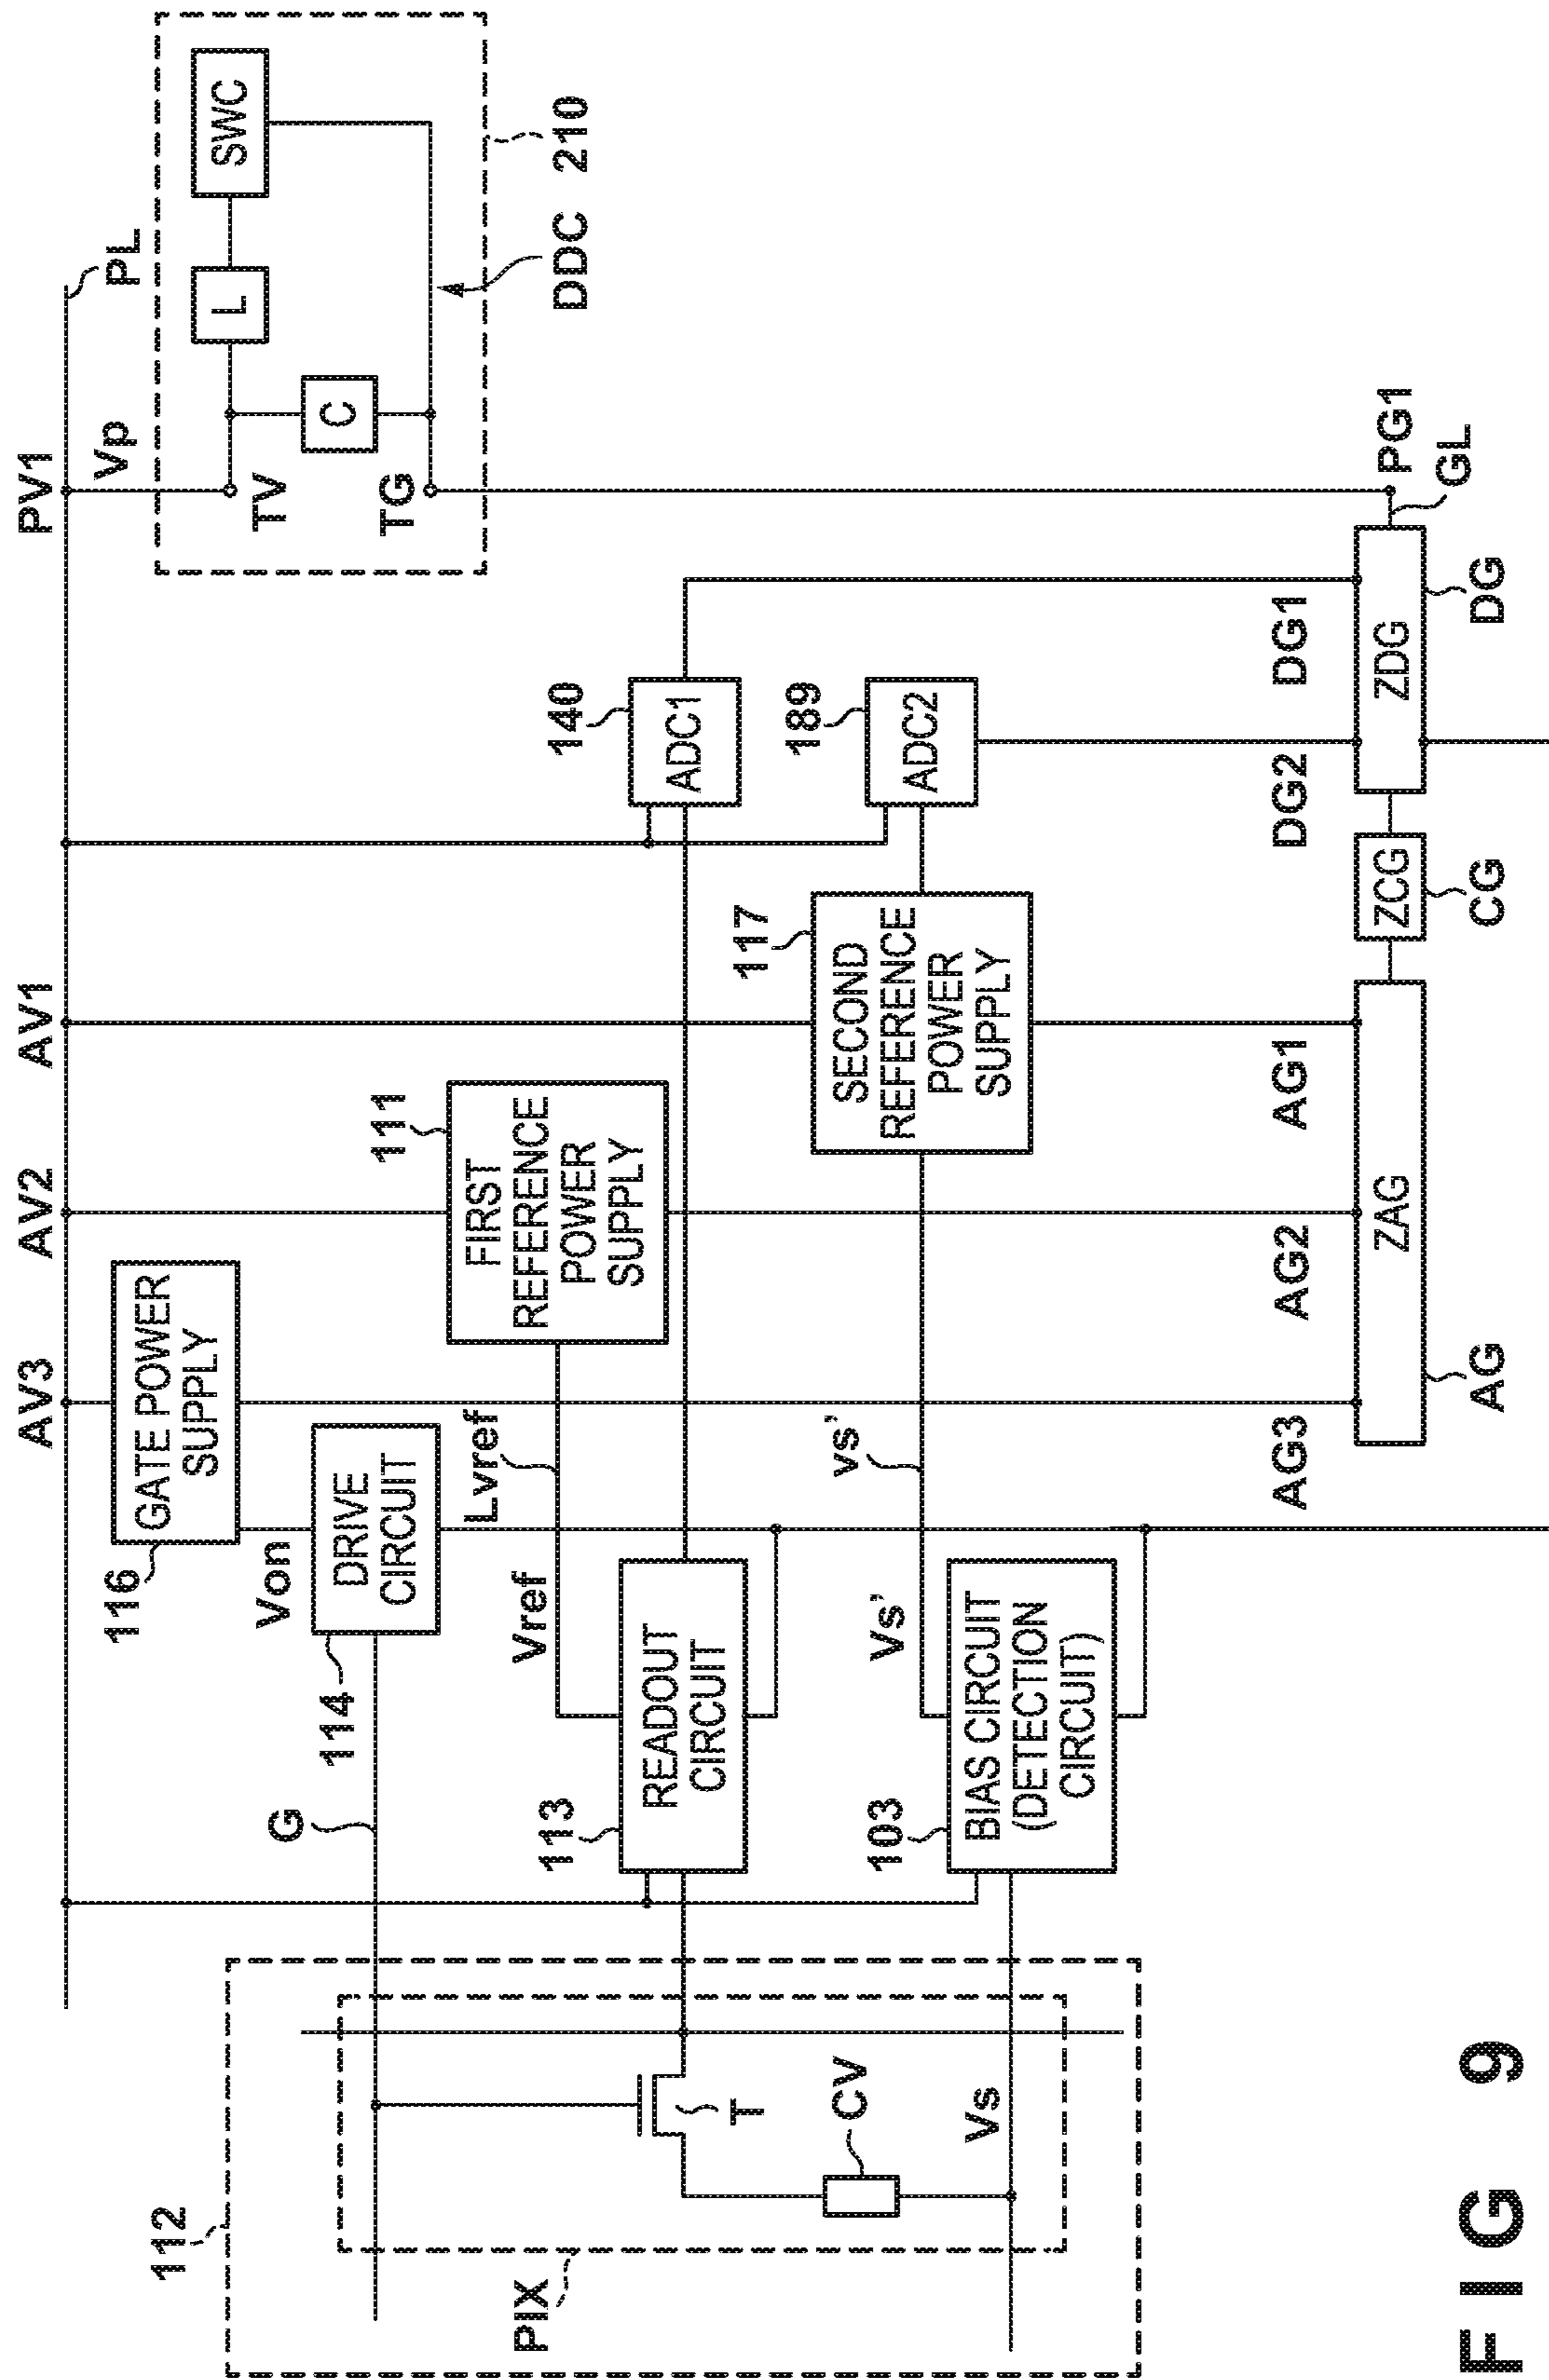 FIG 9
112
PIX
T
CV
Vs
G
114
DRIVE
CIRCUIT
Von
116
GATE POWER
SUPPLY
AV3
AV2
AV1
PV1
Vp
PL
113
READOUT
CIRCUIT
Vref
Lvref
103
BIAS CIRCUIT
(DETECTION
CIRCUIT)
Vs'
vs'
111
FIRST
REFERENCE
POWER
SUPPLY
117
SECOND
REFERENCE
POWER
SUPPLY
140
ADC1
189
ADC2
TV
TG
C
L
SWC
DDC
210
AG3
AG2
AG1
DG2
DG1
ZAG
ZCG
ZDG
AG
CG
DG
PG1
GL